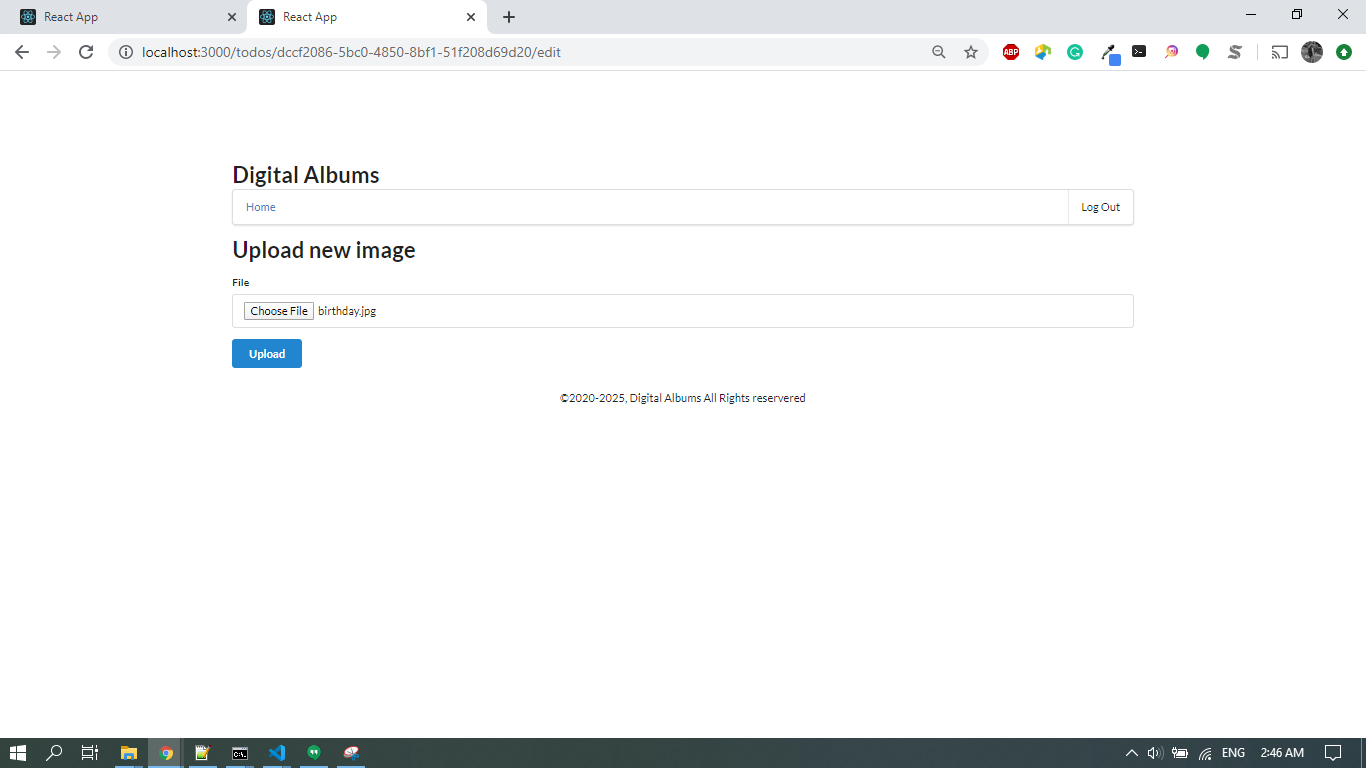 React App
React App
localhost:3000/todos/dccf2086-5bc0-4850-8bf1-51f208d69d20/edit
ABP
Digital Albums
Home
Log Out
Upload new image
File
Choose File birthday.jpg
Upload
©2020-2025, Digital Albums All Rights reservered
ENG
2:46 AM